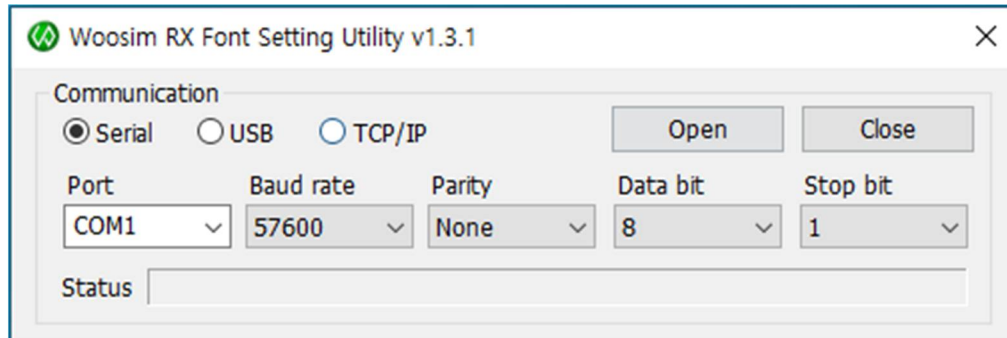 Woosim RX Font Setting Utility v1.3.1
Communication
Serial USB TCP/IP Open Close
Port Baud rate Parity Data bit Stop bit
COM1 57600 None 8 1
Status